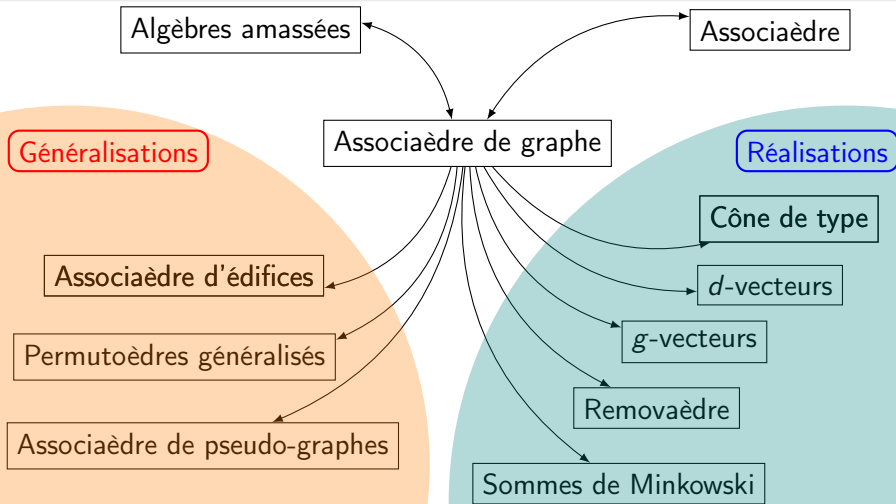 Algèbres amassées
Associaèdre
Associaèdre de graphe
Généralisations
Réalisations
Cône de type
Associaèdre d'édifices
d-vecteurs
g-vecteurs
Permutoèdres généralisés
Removaèdre
Associaèdre de pseudo-graphes
Sommes de Minkowski